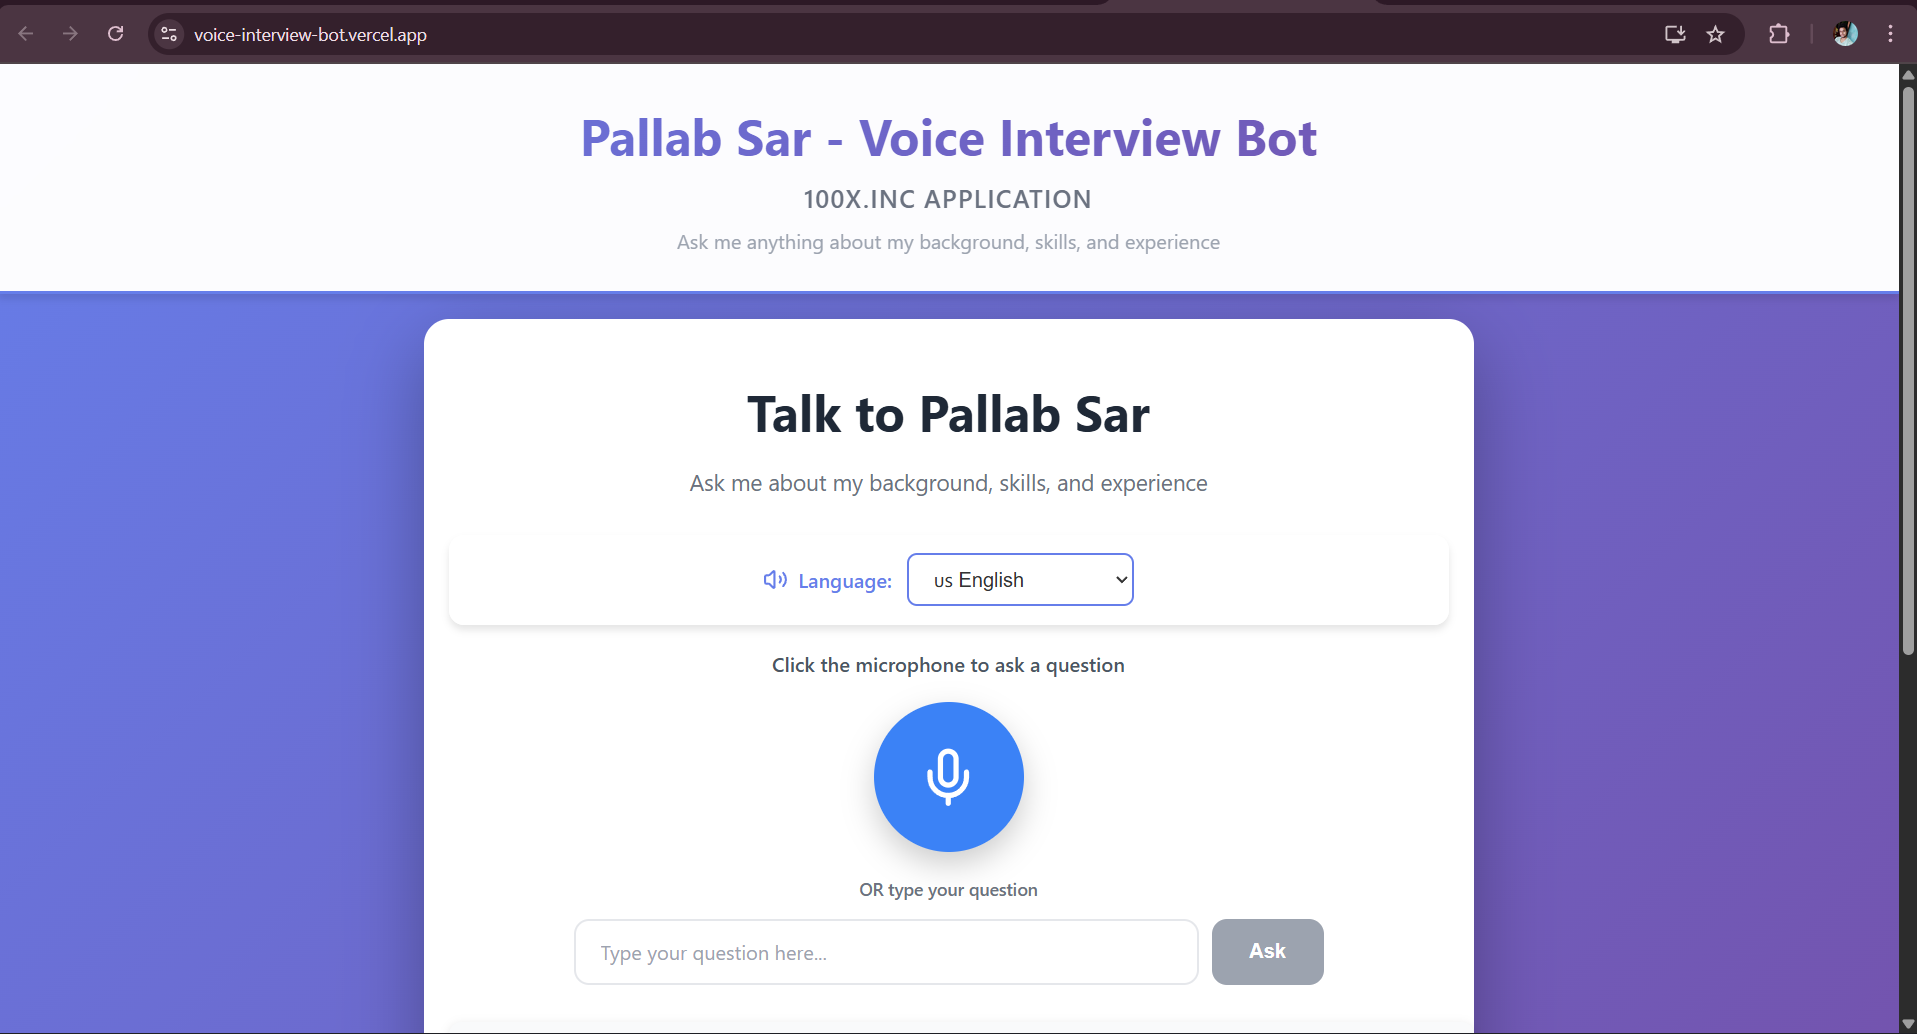 voice-interview-bot.vercel.app
Pallab Sar - Voice Interview Bot
100X.INC APPLICATION
Ask me anything about my background, skills, and experience
Talk to Pallab Sar
Ask me about my background, skills, and experience
Language: us English
Click the microphone to ask a question
OR type your question
Type your question here... Ask